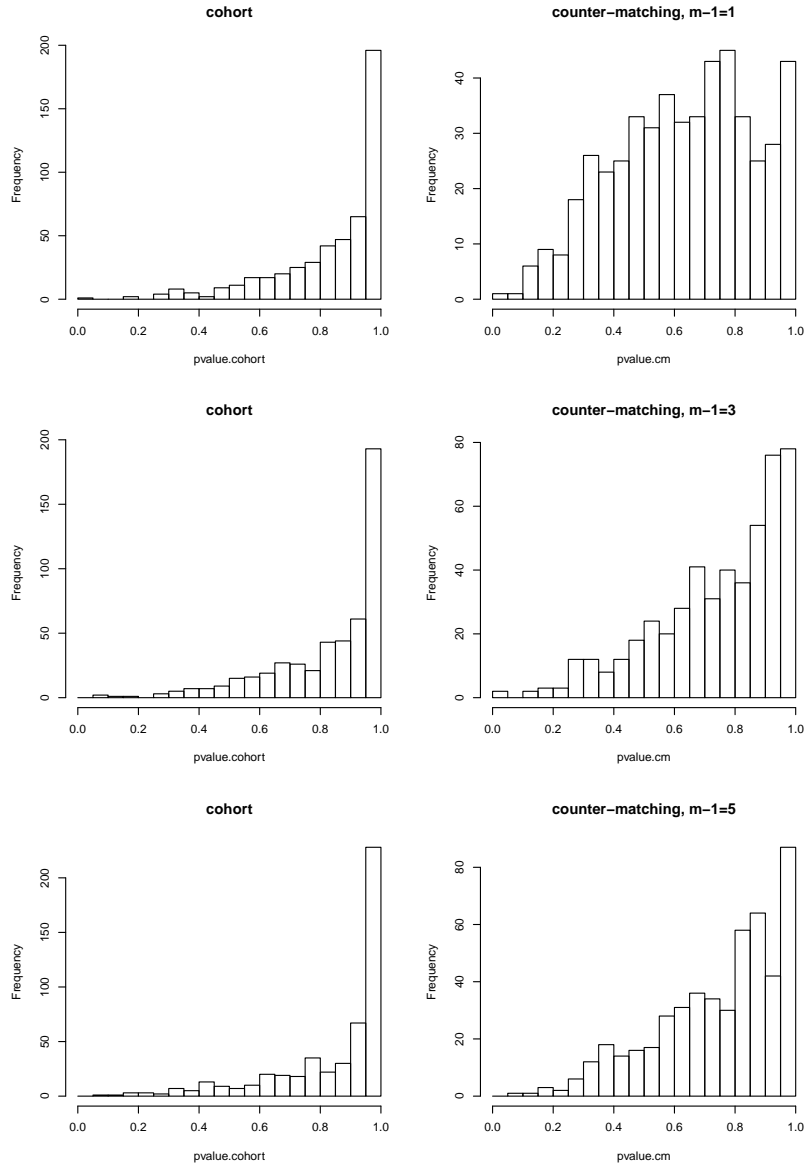 cohort
Frequency
200
150
100
50
0
0.0 0.2 0.4 0.6 0.8 1.0
pvalue.cohort
counter−matching, m−1=1
Frequency
40
30
20
10
0
0.0 0.2 0.4 0.6 0.8 1.0
pvalue.cm
cohort
Frequency
200
150
100
50
0
0.0 0.2 0.4 0.6 0.8 1.0
pvalue.cohort
counter−matching, m−1=3
Frequency
80
60
40
20
0
0.0 0.2 0.4 0.6 0.8 1.0
pvalue.cm
cohort
Frequency
200
150
100
50
0
0.0 0.2 0.4 0.6 0.8 1.0
pvalue.cohort
counter−matching, m−1=5
Frequency
80
60
40
20
0
0.0 0.2 0.4 0.6 0.8 1.0
pvalue.cm